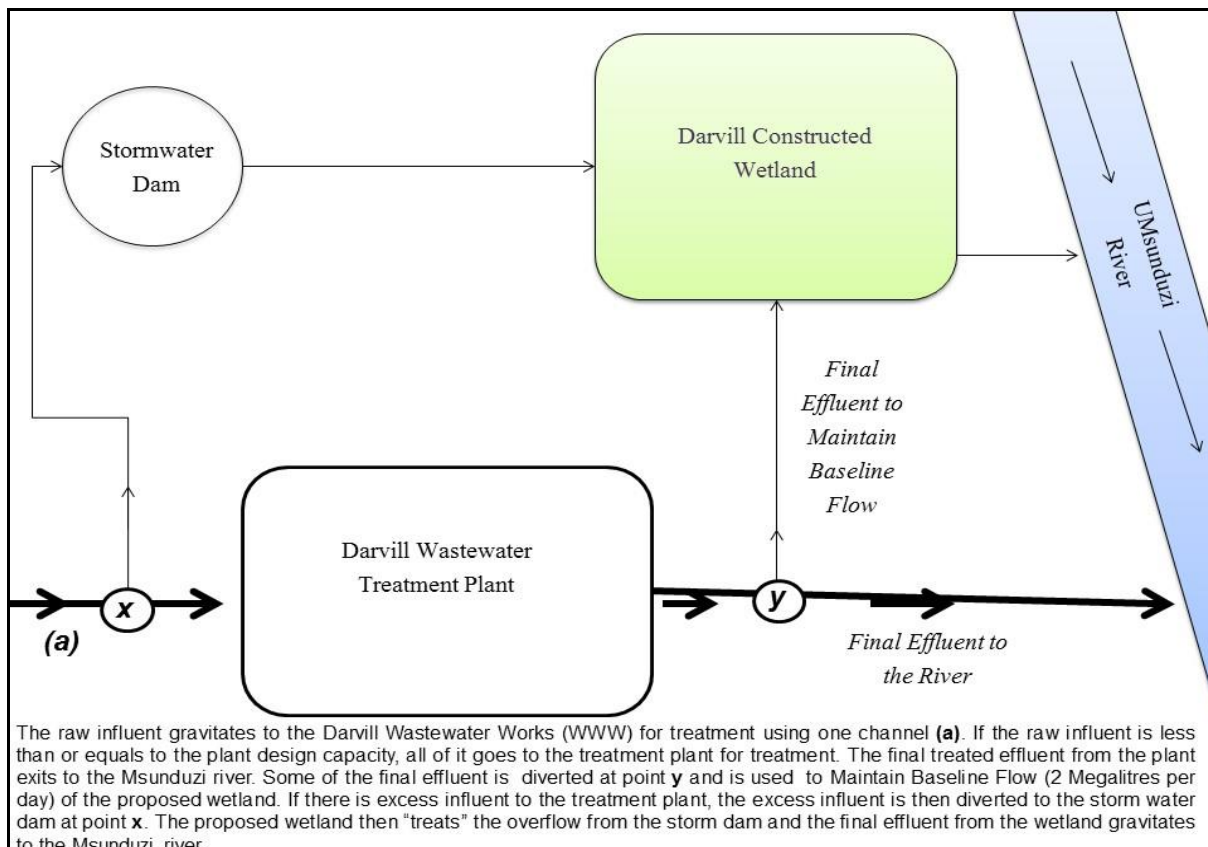 Stormwater
Dam
Darvill Constructed
Wetland
UMsunduzi
River
Final
Effluent to
Maintain
Baseline
Flow
Darvill Wastewater
Treatment Plant
x
y
(a)
Final Effluent to
the River
The raw influent gravitates to the Darvill Wastewater Works (WWW) for treatment using one channel (a). If the raw influent is less
than or equals to the plant design capacity, all of it goes to the treatment plant for treatment. The final treated effluent from the plant
exits to the Msunduzi river. Some of the final effluent is diverted at point y and is used to Maintain Baseline Flow (2 Megalitres per
day) of the proposed wetland. If there is excess influent to the treatment plant, the excess influent is then diverted to the storm water
dam at point x. The proposed wetland then “treats” the overflow from the storm dam and the final effluent from the wetland gravitates
to the Msunduzi river